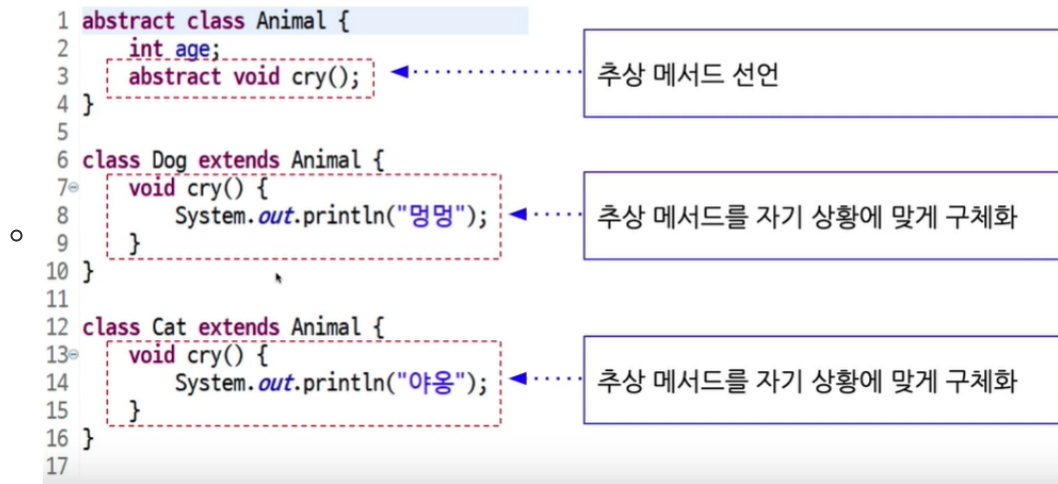 1 abstract class Animal {
2 int age;
3 abstract void cry();
추상 메서드 선언
4 }
5
6 class Dog extends Animal {
7 void cry() {
8 System.out.println("멍멍");
추상 메서드를 자기 상황에 맞게 구체화
9 }
10 }
11
12 class Cat extends Animal {
13 void cry() {
14 System.out.println("야옹");
추상 메서드를 자기 상황에 맞게 구체화
15 }
16 }
17